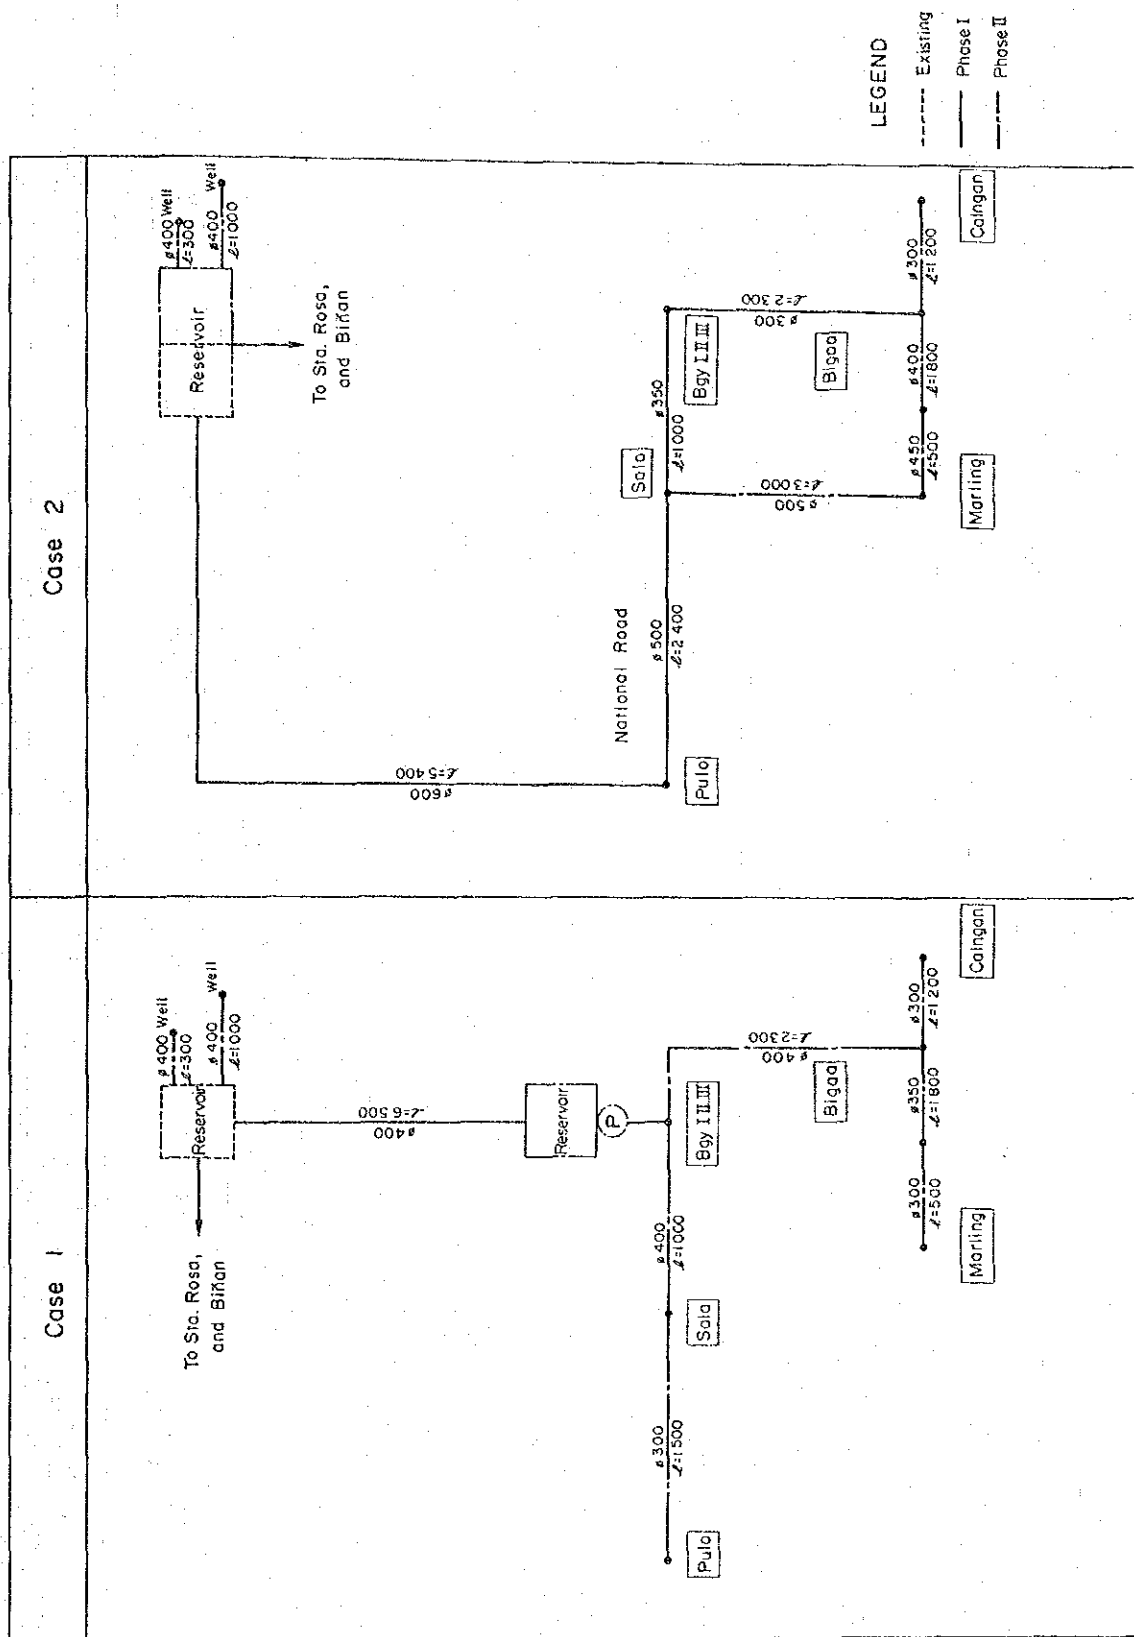 Case 1
Case 2
ø400 Well
ℓ=300
ø400 Well
ℓ=1000
Reservoir
To Sta. Rosa,
and Biñan
ø400
ℓ=6500
Reservoir
P
Bgy I II III
ø400
ℓ=1000
Sala
ø300
ℓ=1500
Pulo
ø400
ℓ=2300
Bigaa
ø300
ℓ=1200
Caingan
ø350
ℓ=1800
ø300
ℓ=500
Marling
ø400 Well
ℓ=300
ø400 Well
ℓ=1000
Reservoir
To Sta. Rosa,
and Biñan
ø600
ℓ=5400
Pulo
National Road
ø500
ℓ=2400
Sala
ø350
ℓ=1000
Bgy I II III
ø500
ℓ=3000
ø300
ℓ=2300
Bigaa
ø450
ℓ=500
Marling
ø400
ℓ=1800
ø300
ℓ=1200
Caingan
LEGEND
Existing
Phase I
Phase II